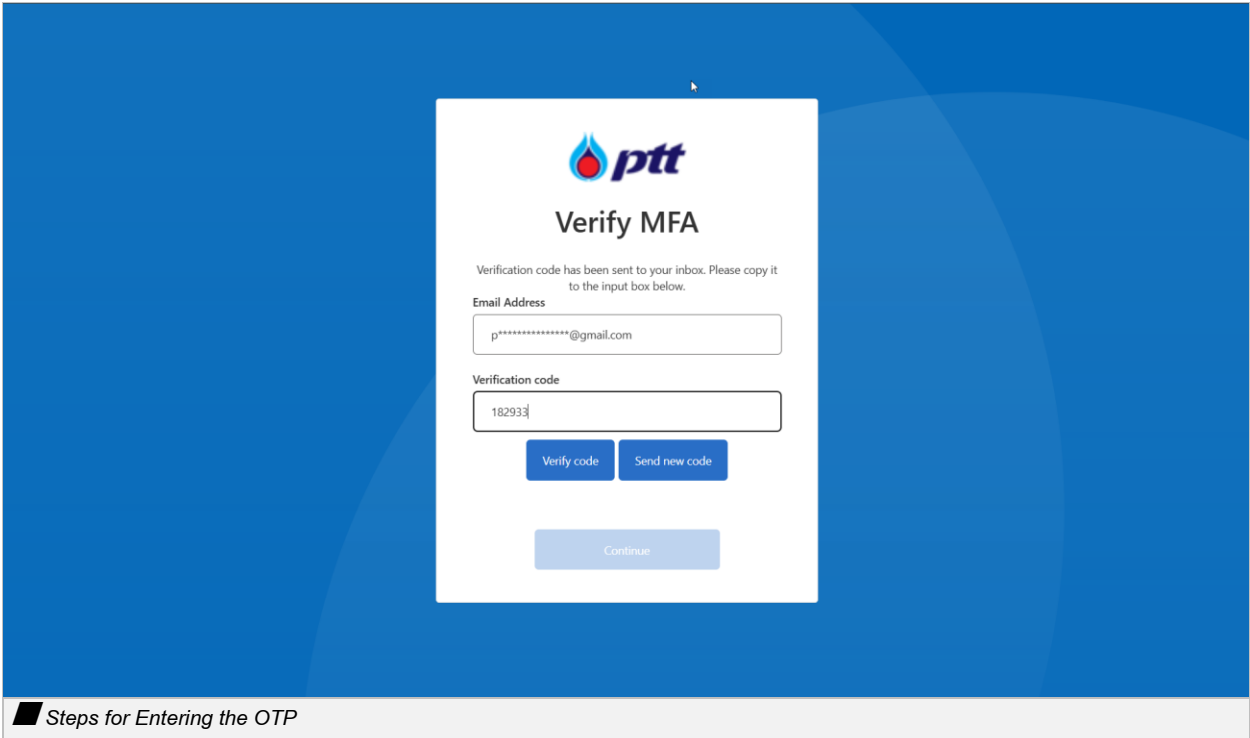 ptt
Verify MFA
Verification code has been sent to your inbox. Please copy it
to the input box below.
Email Address
p***************@gmail.com
Verification code
182933
Verify code
Send new code
Continue
Steps for Entering the OTP